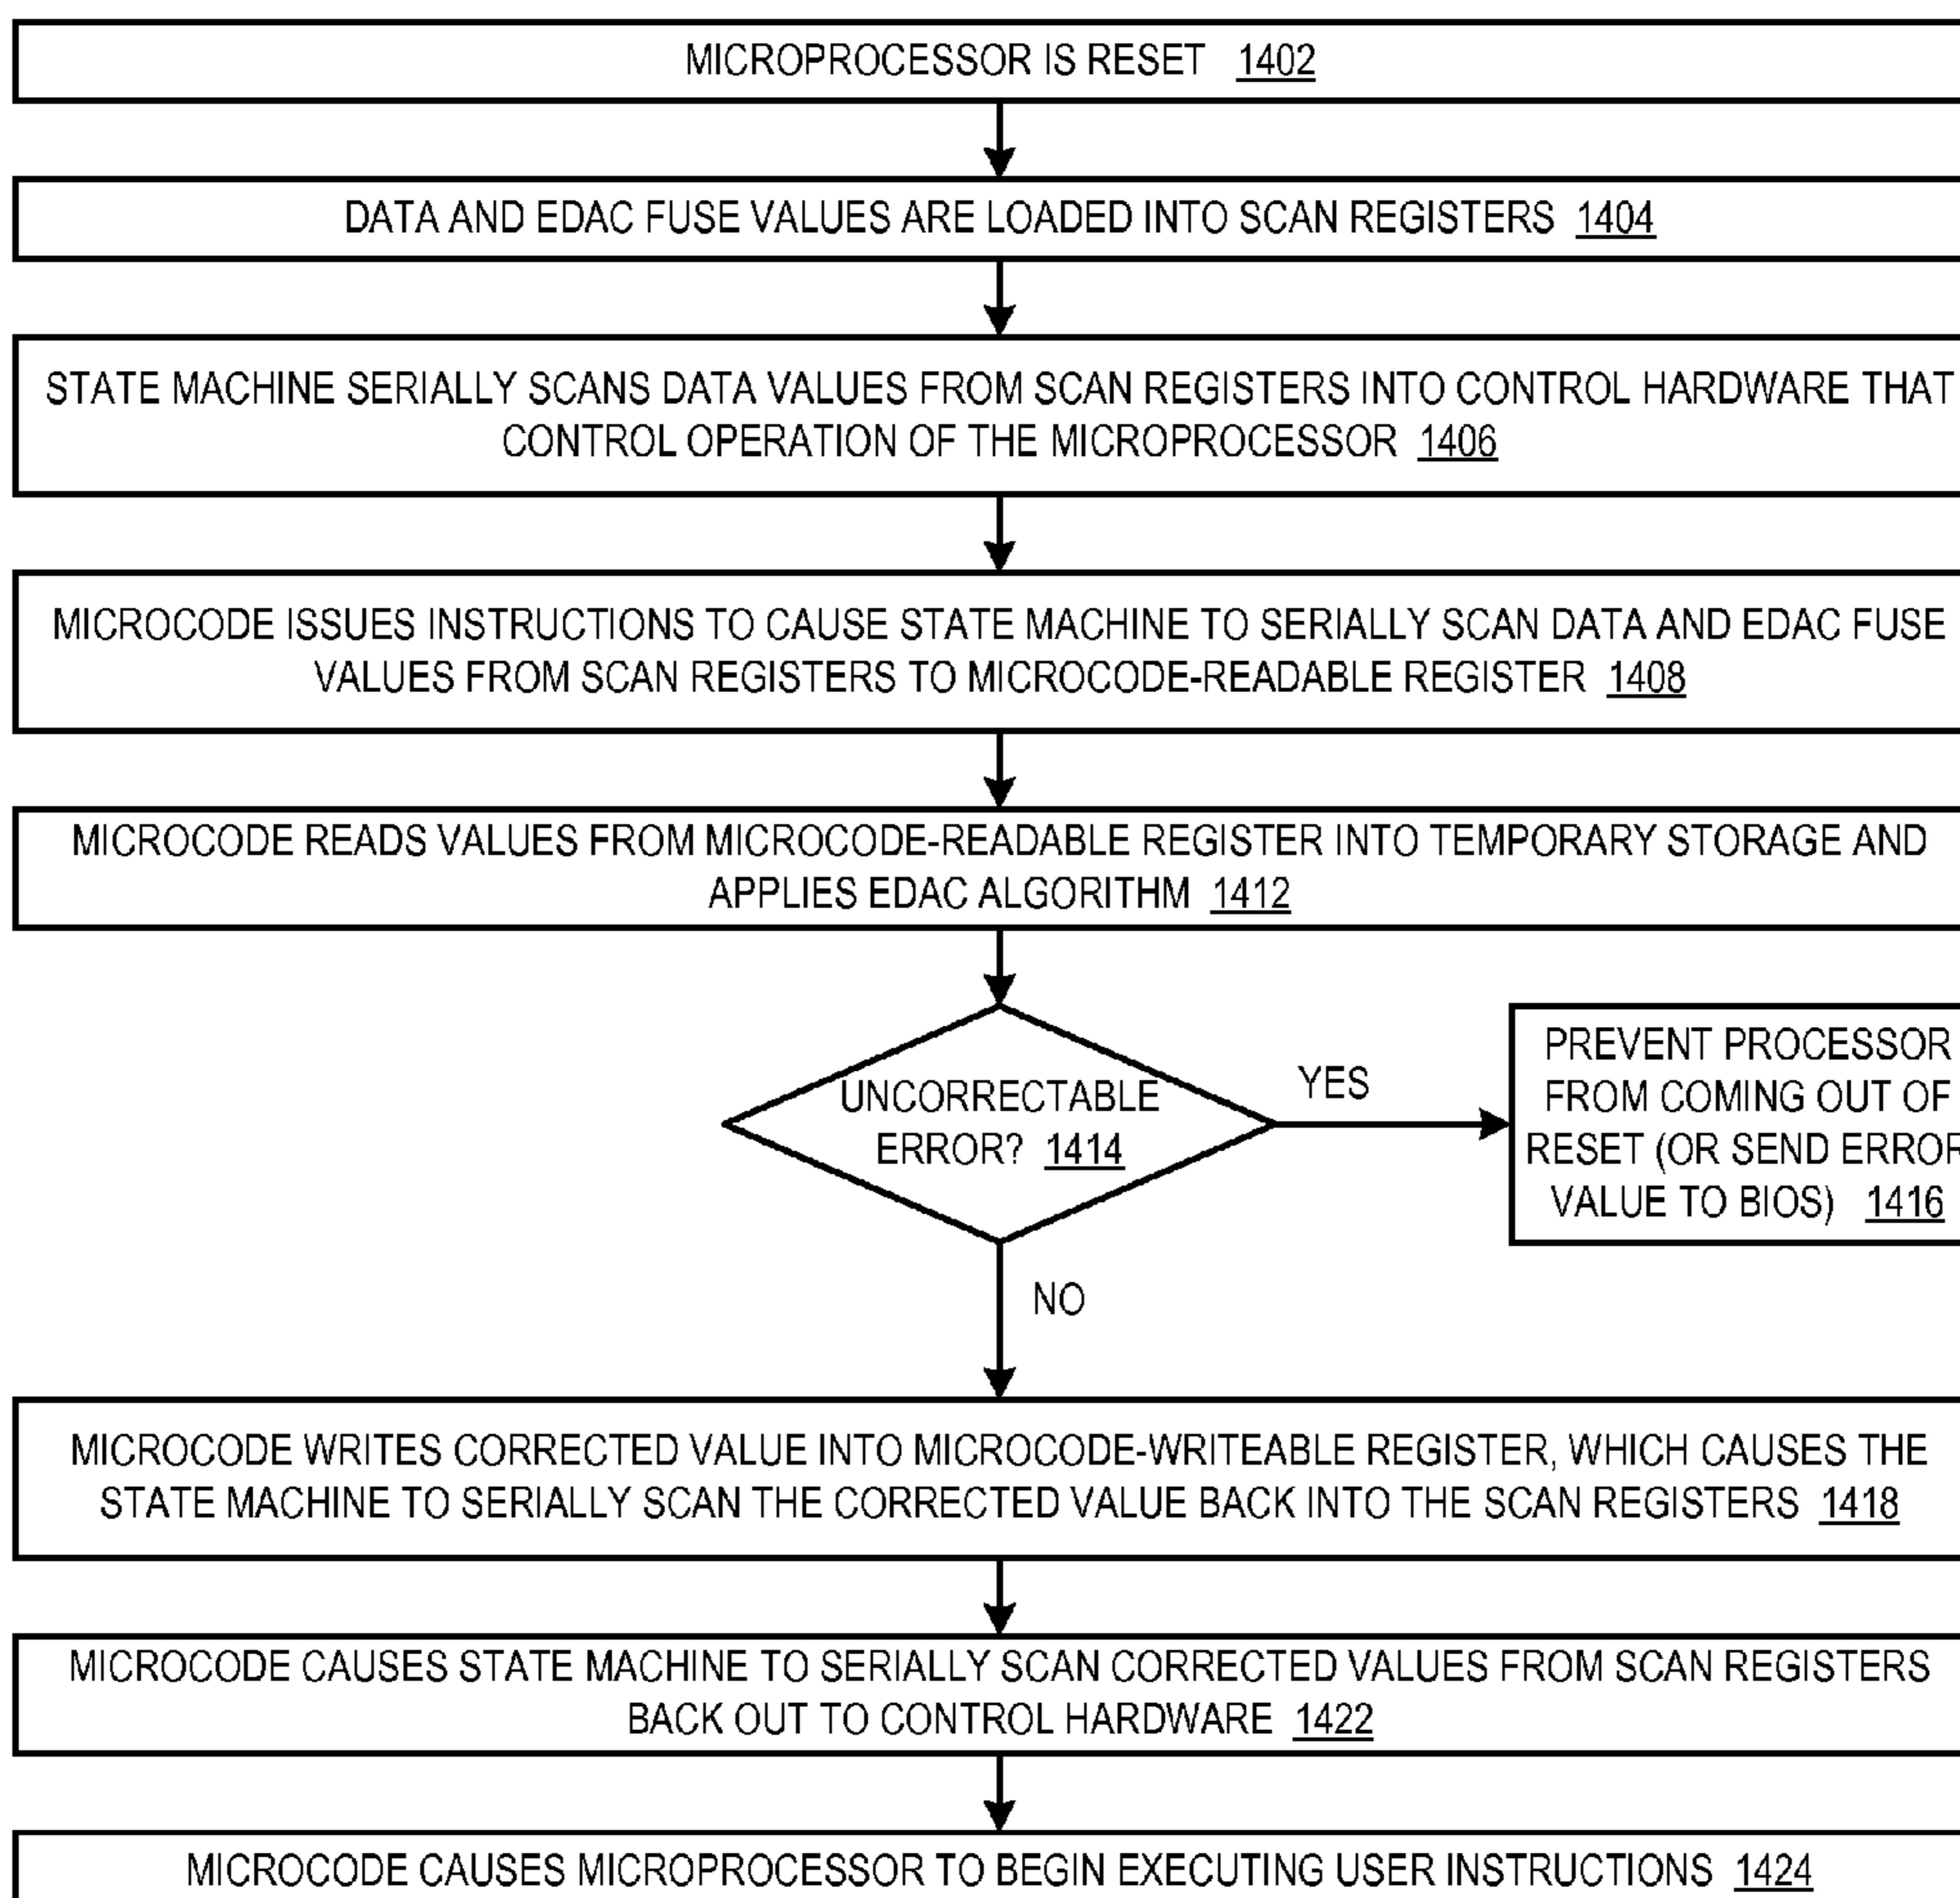 MICROPROCESSOR IS RESET 1402
DATA AND EDAC FUSE VALUES ARE LOADED INTO SCAN REGISTERS 1404
STATE MACHINE SERIALLY SCANS DATA VALUES FROM SCAN REGISTERS INTO CONTROL HARDWARE THAT
CONTROL OPERATION OF THE MICROPROCESSOR 1406
MICROCODE ISSUES INSTRUCTIONS TO CAUSE STATE MACHINE TO SERIALLY SCAN DATA AND EDAC FUSE
VALUES FROM SCAN REGISTERS TO MICROCODE-READABLE REGISTER 1408
MICROCODE READS VALUES FROM MICROCODE-READABLE REGISTER INTO TEMPORARY STORAGE AND
APPLIES EDAC ALGORITHM 1412
UNCORRECTABLE
ERROR? 1414
YES
PREVENT PROCESSOR
FROM COMING OUT OF
RESET (OR SEND ERROR
VALUE TO BIOS) 1416
NO
MICROCODE WRITES CORRECTED VALUE INTO MICROCODE-WRITEABLE REGISTER, WHICH CAUSES THE
STATE MACHINE TO SERIALLY SCAN THE CORRECTED VALUE BACK INTO THE SCAN REGISTERS 1418
MICROCODE CAUSES STATE MACHINE TO SERIALLY SCAN CORRECTED VALUES FROM SCAN REGISTERS
BACK OUT TO CONTROL HARDWARE 1422
MICROCODE CAUSES MICROPROCESSOR TO BEGIN EXECUTING USER INSTRUCTIONS 1424